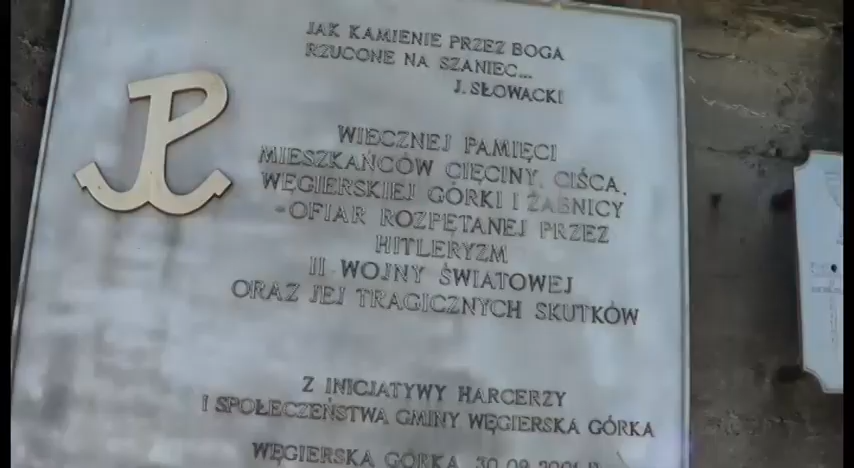 JAK KAMIENIE PRZEZ BOGA
RZUCONE NA SZANIEC...
J. SŁOWACKI
WIECZNEJ PAMIĘCI
MIESZKAŃCÓW CIĘCINY, CIŚCA,
WĘGIERSKIEJ GÓRKI I ŻABNICY
-OFIAR ROZPĘTANEJ PRZEZ
HITLERYZM
II WOJNY ŚWIATOWEJ
ORAZ JEJ TRAGICZNYCH SKUTKÓW
Z INICJATYWY HARCERZY
I SPOŁECZEŃSTWA GMINY WĘGIERSKA GÓRKA
WĘGIERSKA GÓRKA